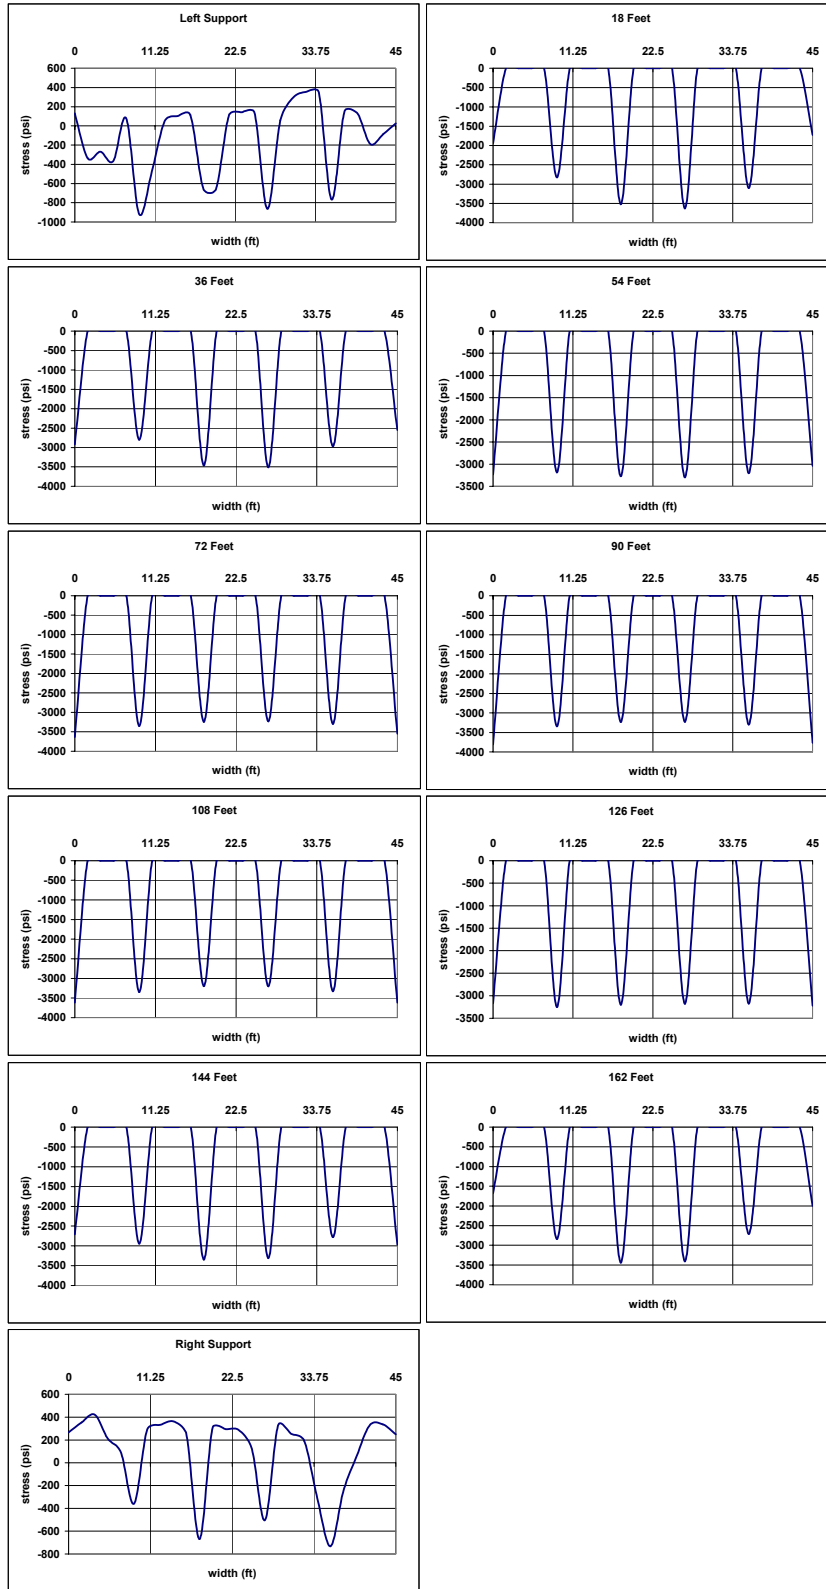 Left Support
0 11.25 22.5 33.75 45
600
400
200
0
-200
-400
-600
-800
-1000
stress (psi)
width (ft)
18 Feet
0 11.25 22.5 33.75 45
0
-500
-1000
-1500
-2000
-2500
-3000
-3500
-4000
stress (psi)
width (ft)
36 Feet
0 11.25 22.5 33.75 45
0
-500
-1000
-1500
-2000
-2500
-3000
-3500
-4000
stress (psi)
width (ft)
54 Feet
0 11.25 22.5 33.75 45
0
-500
-1000
-1500
-2000
-2500
-3000
-3500
stress (psi)
width (ft)
72 Feet
0 11.25 22.5 33.75 45
0
-500
-1000
-1500
-2000
-2500
-3000
-3500
-4000
stress (psi)
width (ft)
90 Feet
0 11.25 22.5 33.75 45
0
-500
-1000
-1500
-2000
-2500
-3000
-3500
-4000
stress (psi)
width (ft)
108 Feet
0 11.25 22.5 33.75 45
0
-500
-1000
-1500
-2000
-2500
-3000
-3500
-4000
stress (psi)
width (ft)
126 Feet
0 11.25 22.5 33.75 45
0
-500
-1000
-1500
-2000
-2500
-3000
-3500
stress (psi)
width (ft)
144 Feet
0 11.25 22.5 33.75 45
0
-500
-1000
-1500
-2000
-2500
-3000
-3500
-4000
stress (psi)
width (ft)
162 Feet
0 11.25 22.5 33.75 45
0
-500
-1000
-1500
-2000
-2500
-3000
-3500
-4000
stress (psi)
width (ft)
Right Support
0 11.25 22.5 33.75 45
600
400
200
0
-200
-400
-600
-800
stress (psi)
width (ft)